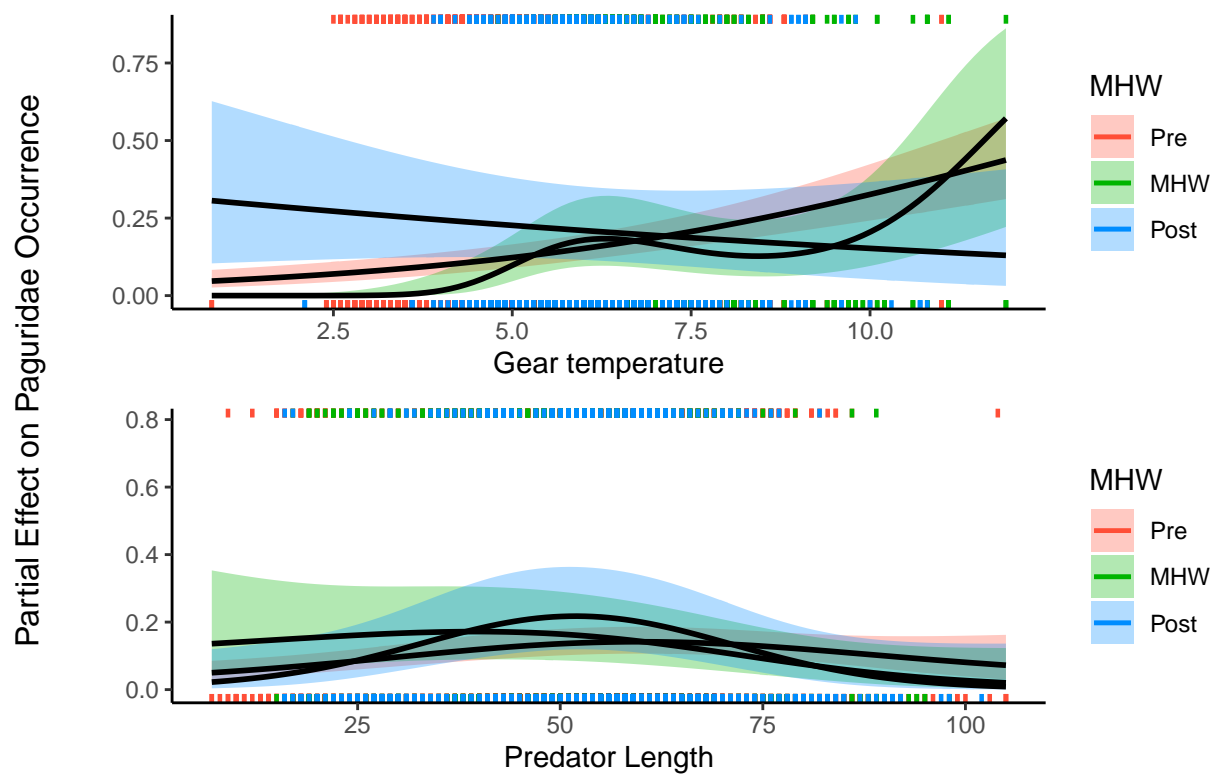 Partial Effect on Paguridae Occurrence
0.75
0.50
0.25
0.00
2.5 5.0 7.5 10.0
Gear temperature
MHW
Pre
MHW
Post
0.8
0.6
0.4
0.2
0.0
25 50 75 100
Predator Length
MHW
Pre
MHW
Post